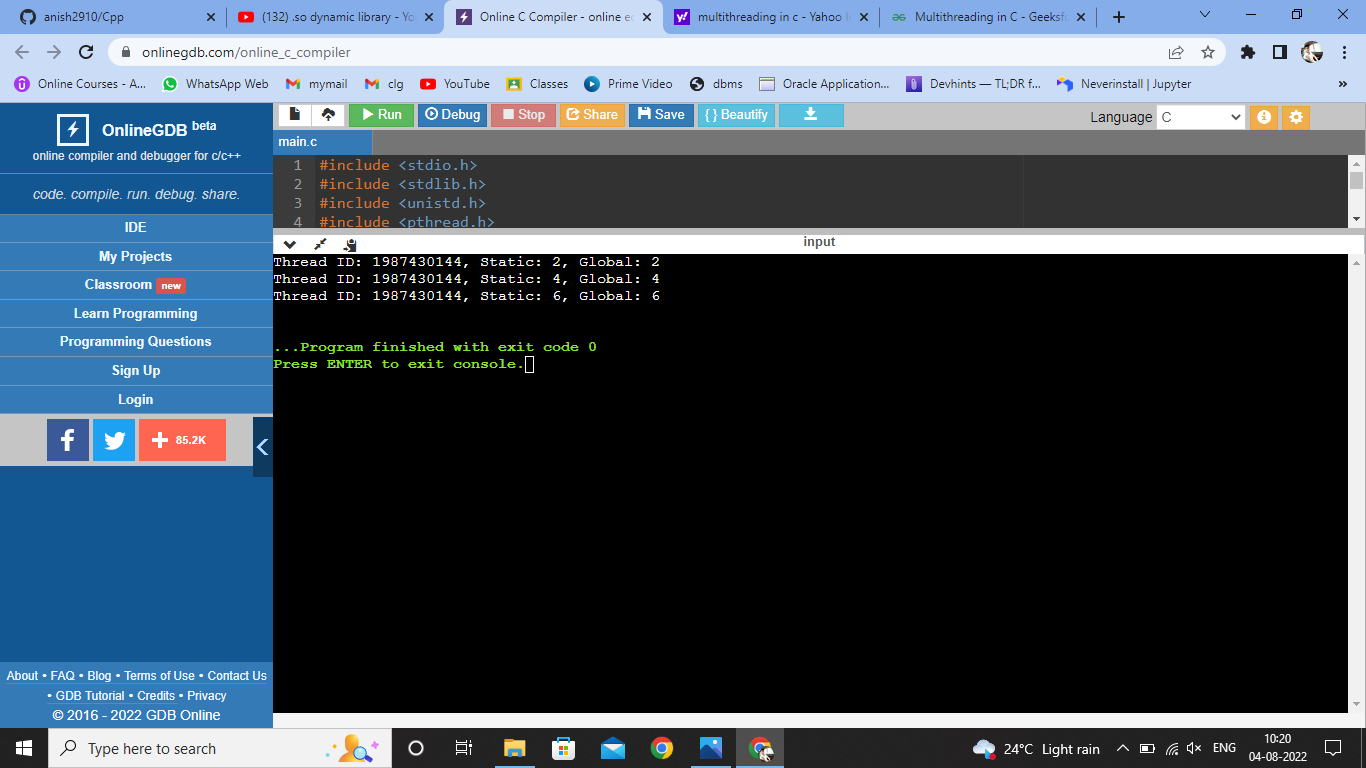 anish2910/Cpp
(132) .so dynamic library - Yo
Online C Compiler - online ed
multithreading in c - Yahoo I
Multithreading in C - Geeksfo
onlinegdb.com/online_c_compiler
Online Courses - A...
WhatsApp Web
mymail
clg
YouTube
Classes
Prime Video
dbms
Oracle Application...
Devhints — TL;DR f...
Neverinstall | Jupyter
»
OnlineGDB beta
online compiler and debugger for c/c++
code. compile. run. debug. share.
IDE
My Projects
Classroom new
Learn Programming
Programming Questions
Sign Up
Login
f
+ 85.2K
About • FAQ • Blog • Terms of Use • Contact Us
• GDB Tutorial • Credits • Privacy
© 2016 - 2022 GDB Online
Run Debug Stop Share Save { } Beautify
Language C
main.c
1 #include <stdio.h>
2 #include <stdlib.h>
3 #include <unistd.h>
4 #include <pthread.h>
input
Thread ID: 1987430144, Static: 2, Global: 2
Thread ID: 1987430144, Static: 4, Global: 4
Thread ID: 1987430144, Static: 6, Global: 6
...Program finished with exit code 0
Press ENTER to exit console.
Type here to search
24°C Light rain
ENG
10:20
04-08-2022